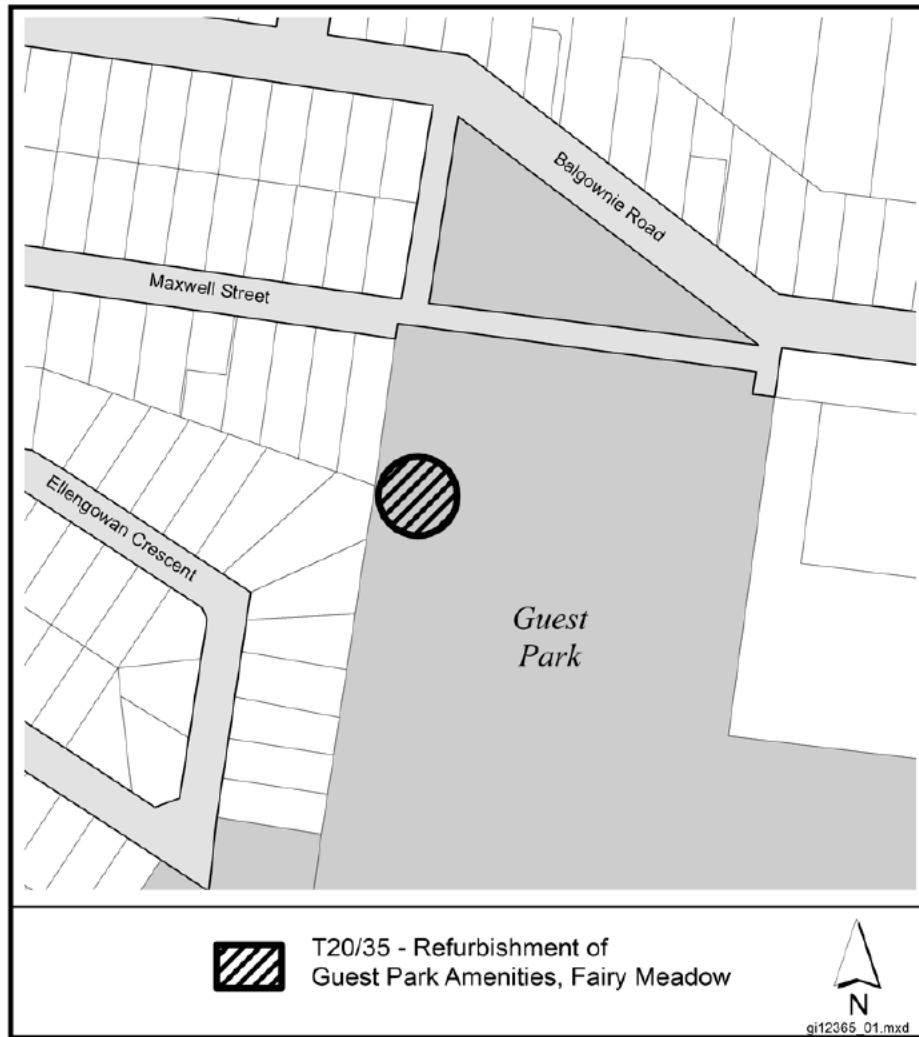 Balgownie Road
Maxwell Street
Ellengowan Crescent
Guest
Park
T20/35 - Refurbishment of
Guest Park Amenities, Fairy Meadow
N
gi12365_01.mxd